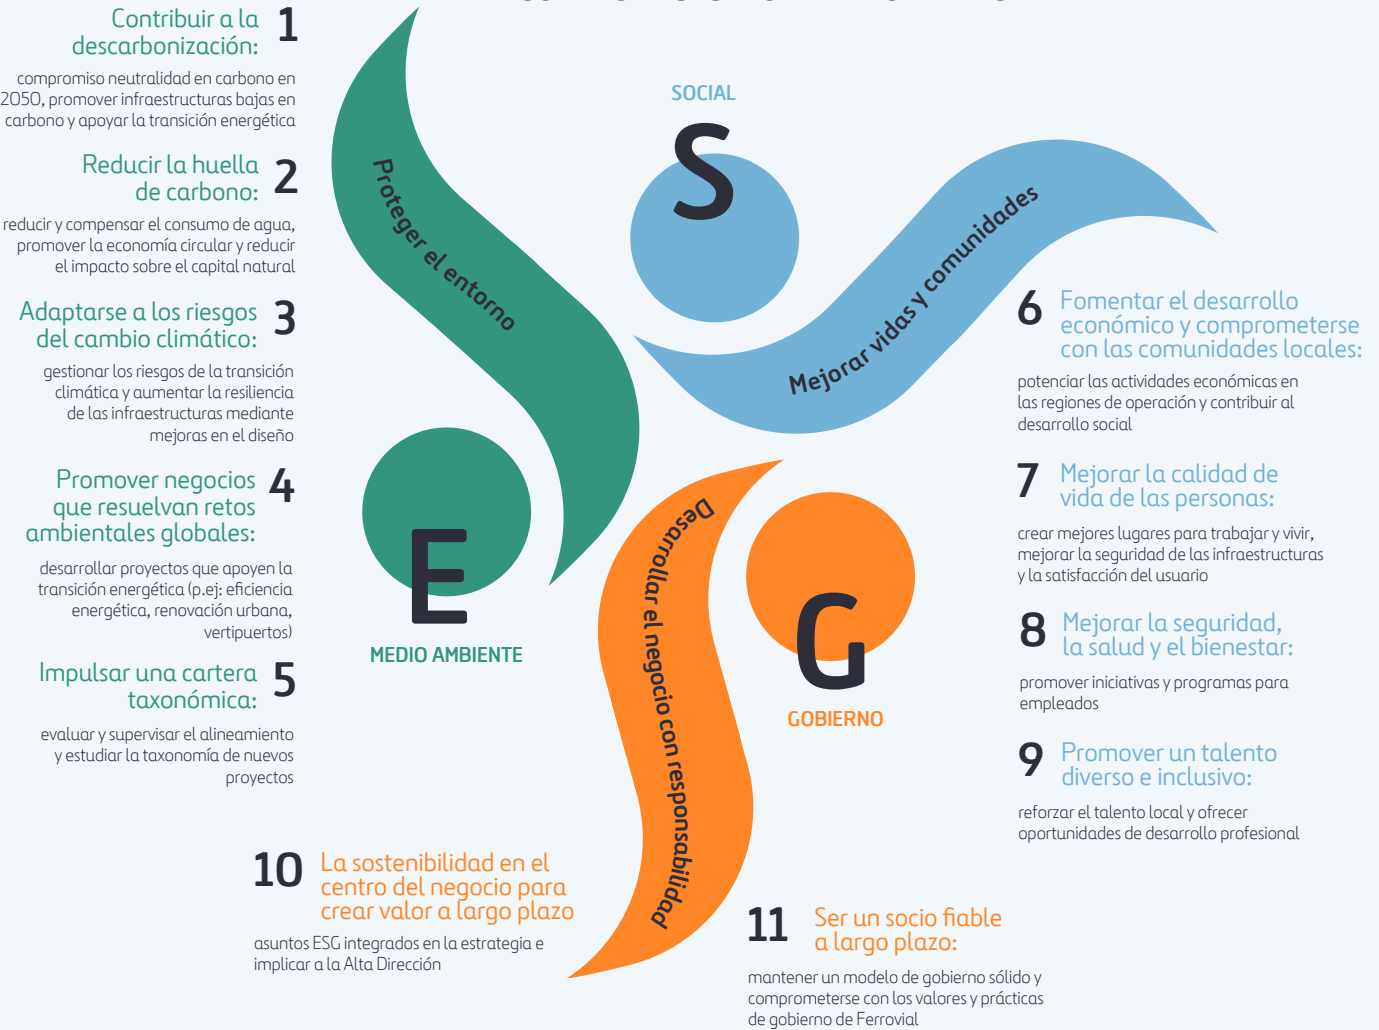 1
Contribuir a la
descarbonización:
compromiso neutralidad en carbono en
2050, promover infraestructuras bajas en
carbono y apoyar la transición energética
2
Reducir la huella
de carbono:
reducir y compensar el consumo de agua,
promover la economía circular y reducir
el impacto sobre el capital natural
3
Adaptarse a los riesgos
del cambio climático:
gestionar los riesgos de la transición
climática y aumentar la resiliencia
de las infraestructuras mediante
mejoras en el diseño
4
Promover negocios
que resuelvan retos
ambientales globales:
desarrollar proyectos que apoyen la
transición energética (p.ej: eficiencia
energética, renovación urbana,
vertipuertos)
5
Impulsar una cartera
taxonómica:
evaluar y supervisar el alineamiento
y estudiar la taxonomía de nuevos
proyectos
Proteger el entorno
E
MEDIO AMBIENTE
SOCIAL
S
Mejorar vidas y comunidades
6
Fomentar el desarrollo
económico y comprometerse
con las comunidades locales:
potenciar las actividades económicas en
las regiones de operación y contribuir al
desarrollo social
7
Mejorar la calidad de
vida de las personas:
crear mejores lugares para trabajar y vivir,
mejorar la seguridad de las infraestructuras
y la satisfacción del usuario
8
Mejorar la seguridad,
la salud y el bienestar:
promover iniciativas y programas para
empleados
9
Promover un talento
diverso e inclusivo:
reforzar el talento local y ofrecer
oportunidades de desarrollo profesional
Desarrollar el negocio con responsabilidad
G
GOBIERNO
10
La sostenibilidad en el
centro del negocio para
crear valor a largo plazo
asuntos ESG integrados en la estrategia e
implicar a la Alta Dirección
11
Ser un socio fiable
a largo plazo:
mantener un modelo de gobierno sólido y
comprometerse con los valores y prácticas
de gobierno de Ferrovial